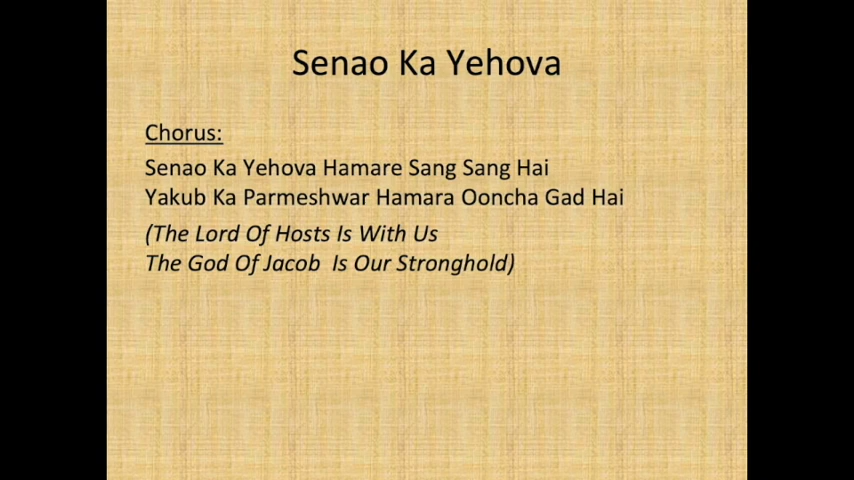 Senao Ka Yehova
Chorus:
Senao Ka Yehova Hamare Sang Sang Hai
Yakub Ka Parmeshwar Hamara Ooncha Gad Hai
(The Lord Of Hosts Is With Us
The God Of Jacob  Is Our Stronghold)